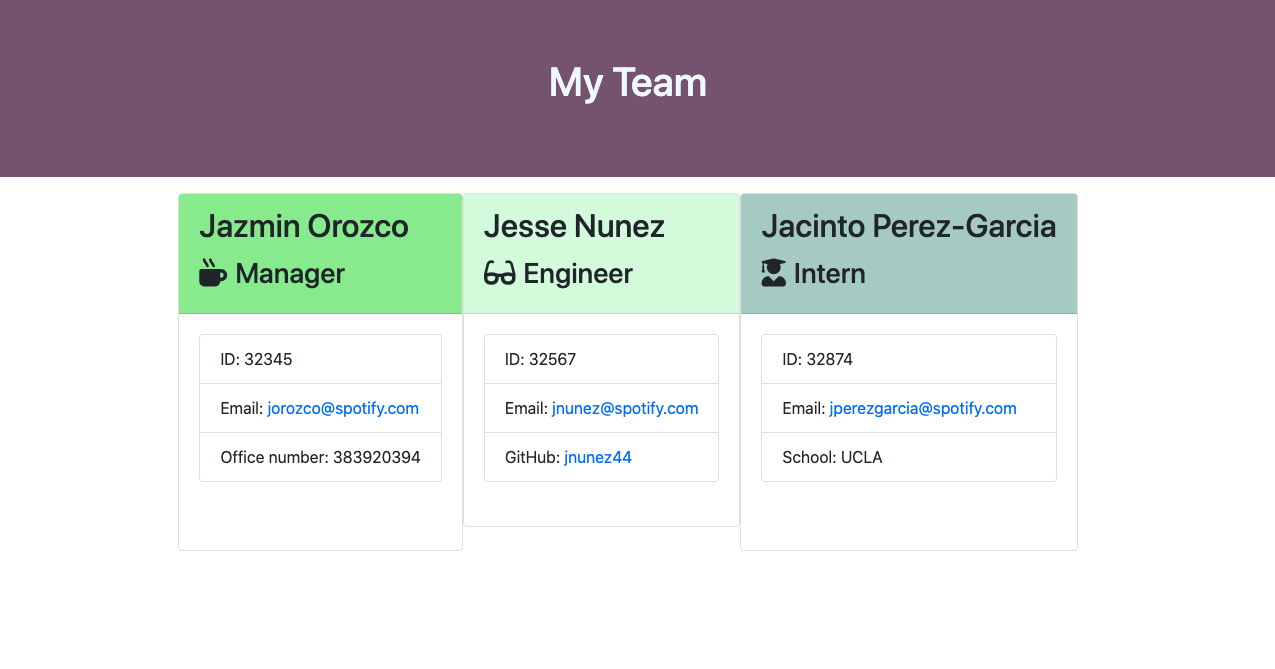 My Team
Jazmin Orozco
Manager
ID: 32345
Email: jorozco@spotify.com
Office number: 383920394
Jesse Nunez
Engineer
ID: 32567
Email: jnunez@spotify.com
GitHub: jnunez44
Jacinto Perez-Garcia
Intern
ID: 32874
Email: jperezgarcia@spotify.com
School: UCLA